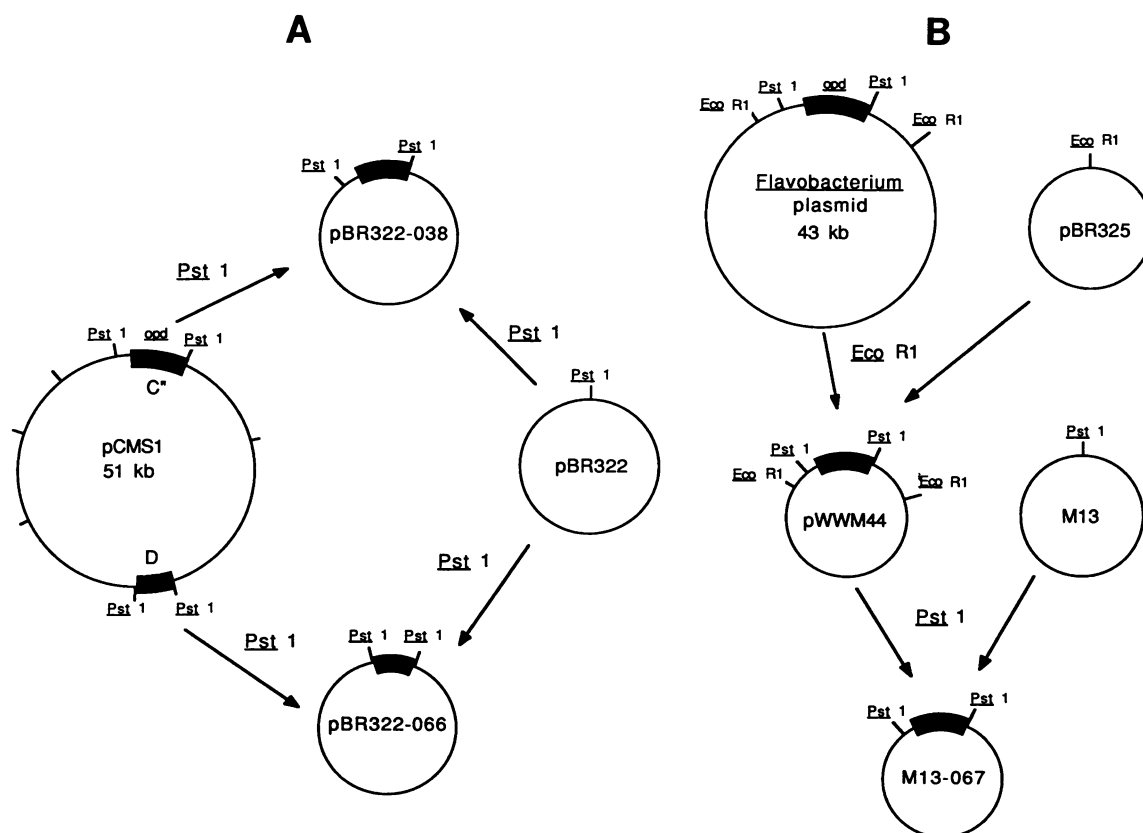 A
Pst 1
Pst 1
pBR322-038
Pst 1
Pst 1
Pst 1
opd
Pst 1
C"
pCMS1
51 kb
D
Pst 1
Pst 1
Pst 1
pBR322
Pst 1
Pst 1
Pst 1
Pst 1
pBR322-066
B
Eco R1
Pst 1
opd
Pst 1
Eco R1
Flavobacterium
plasmid
43 kb
Eco R1
pBR325
Eco R1
Eco R1
Pst 1
Pst 1
Eco R1
pWWM44
Pst 1
M13
Pst 1
Pst 1
Pst 1
M13-067